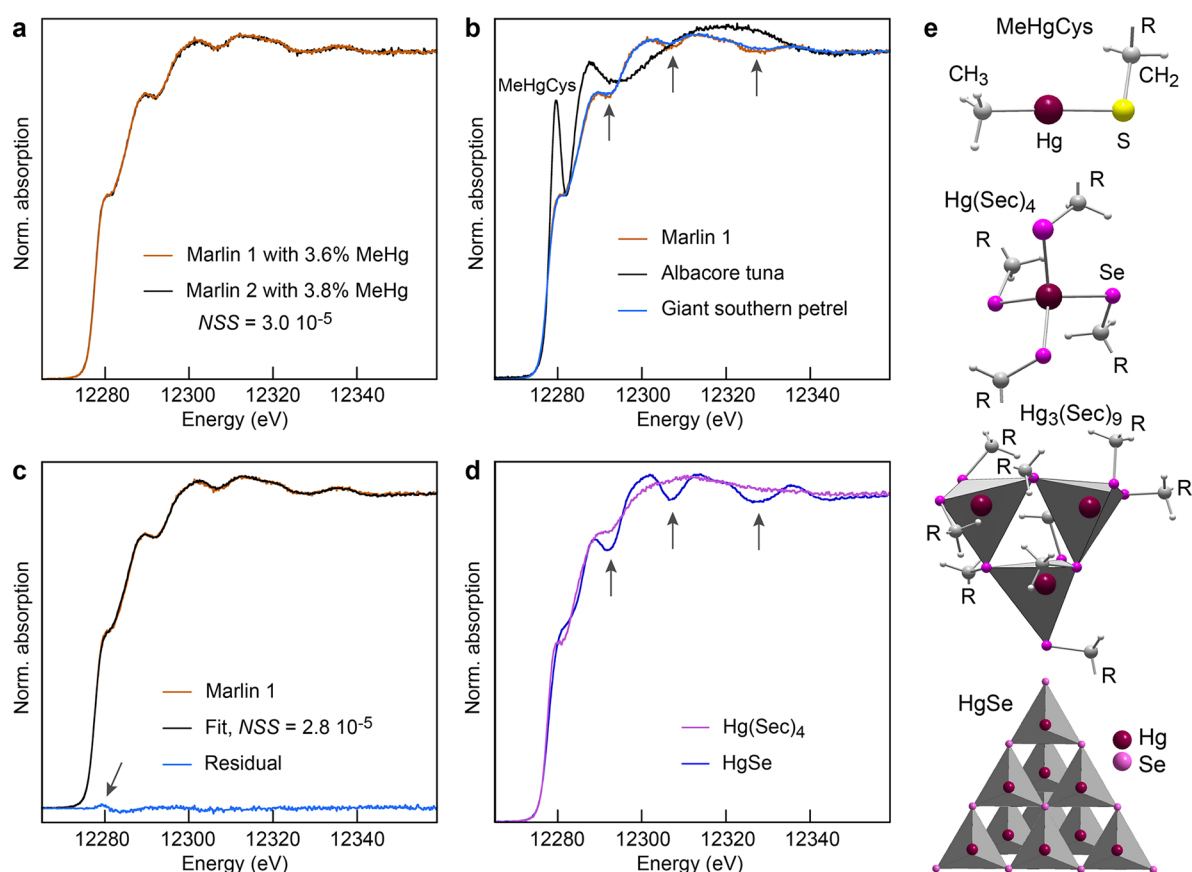 a
Norm. absorption
Marlin 1 with 3.6% MeHg
Marlin 2 with 3.8% MeHg
NSS = 3.0 10⁻⁵
12280 12300 12320 12340
Energy (eV)
b
Norm. absorption
MeHgCys
Marlin 1
Albacore tuna
Giant southern petrel
12280 12300 12320 12340
Energy (eV)
c
Norm. absorption
Marlin 1
Fit, NSS = 2.8 10⁻⁵
Residual
12280 12300 12320 12340
Energy (eV)
d
Norm. absorption
Hg(Sec)₄
HgSe
12280 12300 12320 12340
Energy (eV)
e
MeHgCys
R
CH₃
CH₂
Hg
S
Hg(Sec)₄
R
R
Se
R
R
Hg₃(Sec)₉
R
R
R
R
R
R
R
HgSe
Hg
Se